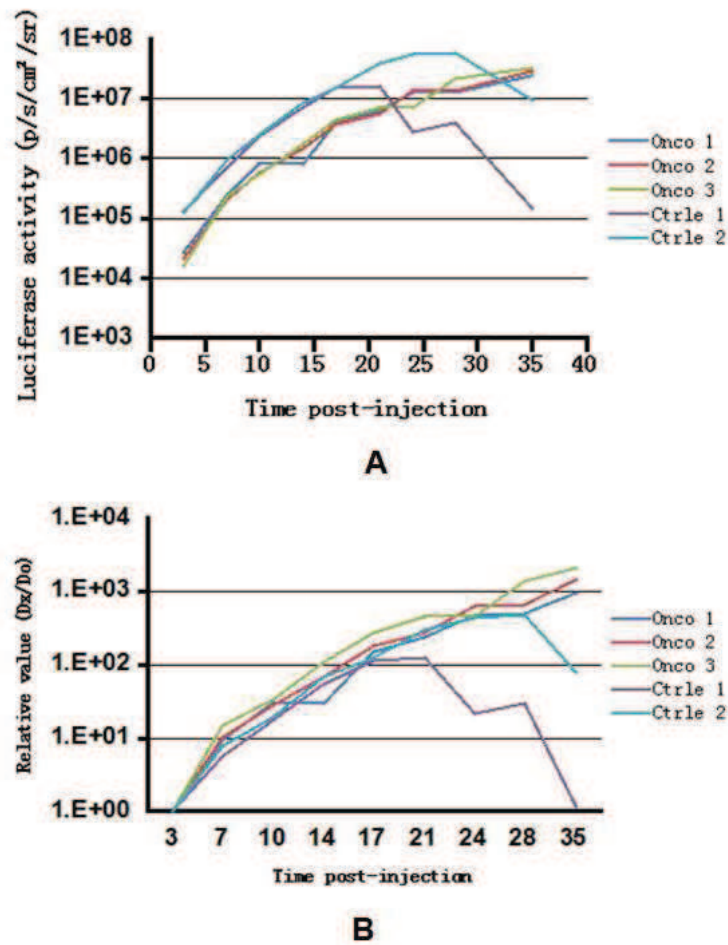 Luciferase activity (p/s/cm²/sr)
1E+08
1E+07
1E+06
1E+05
1E+04
1E+03
0 5 10 15 20 25 30 35 40
Time post-injection
Onco 1
Onco 2
Onco 3
Ctrle 1
Ctrle 2
A
Relative value (Dx/Do)
1.E+04
1.E+03
1.E+02
1.E+01
1.E+00
3 7 10 14 17 21 24 28 35
Time post-injection
Onco 1
Onco 2
Onco 3
Ctrle 1
Ctrle 2
B